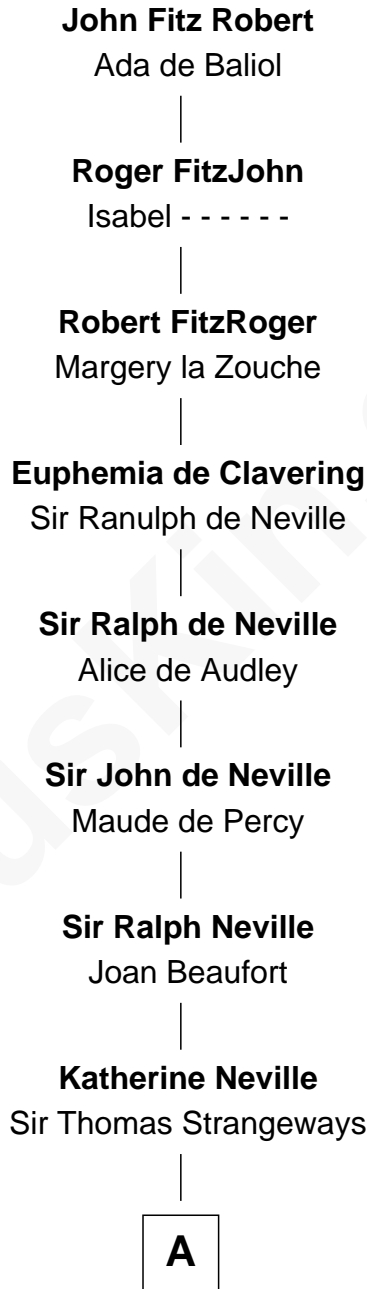 John Fitz Robert
Ada de Baliol
Roger FitzJohn
Isabel - - - - - -
Robert FitzRoger
Margery la Zouche
Euphemia de Clavering
Sir Ranulph de Neville
Sir Ralph de Neville
Alice de Audley
Sir John de Neville
Maude de Percy
Sir Ralph Neville
Joan Beaufort
Katherine Neville
Sir Thomas Strangeways
A